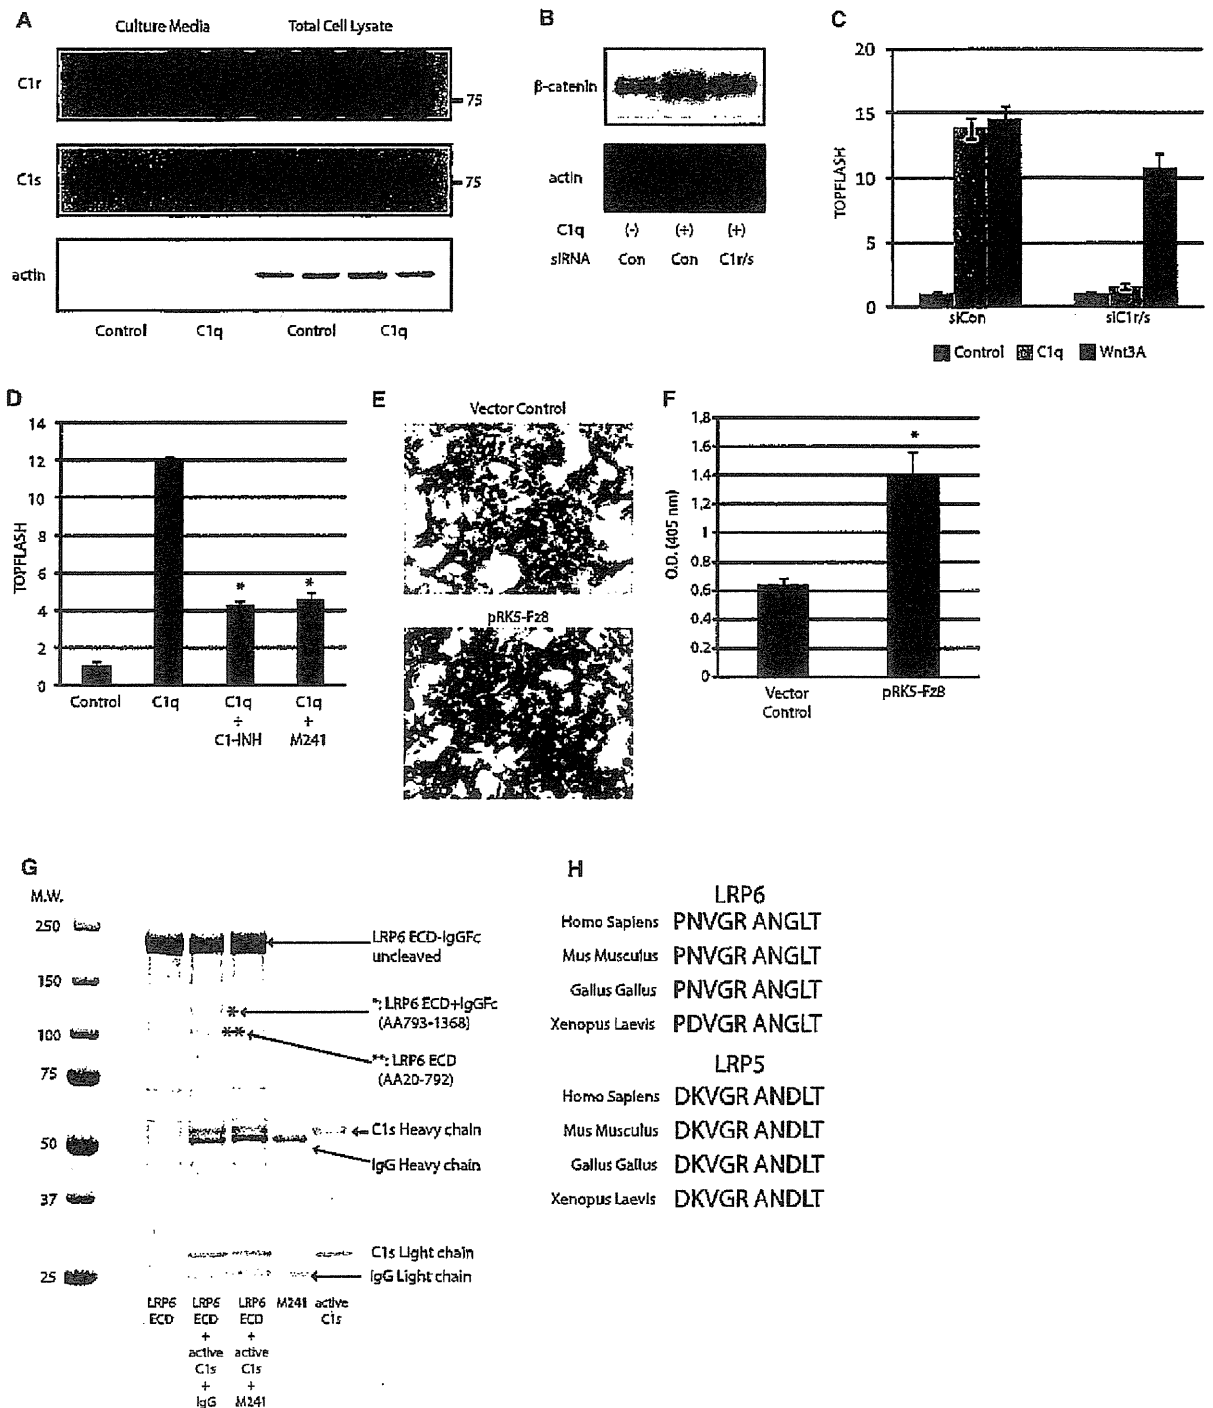 A
Culture Media Total Cell Lysate
C1r
75
C1s
75
actin
Control C1q Control C1q
B
β-catenin
actin
C1q (-) (+) (+)
siRNA Con Con C1r/s
C
20
15
10
5
0
TOPFLASH
siCon siC1r/s
Control C1q Wnt3A
D
14
12
10
8
6
4
2
0
TOPFLASH
* *
Control C1q C1q C1q
+ +
C1-INH M241
E
Vector Control
pRK5-Fz8
F
1.8
1.6
1.4
1.2
1
0.8
0.6
0.4
0.2
0
O.D. (405 nm)
*
Vector pRK5-Fz8
Control
G
M.W.
250
150
100
75
50
37
25
LRP6 ECD-IgGFc
uncleaved
*
*: LRP6 ECD+IgGFc
(AA793-1368)
**
**: LRP6 ECD
(AA20-792)
C1s Heavy chain
IgG Heavy chain
C1s Light chain
IgG Light chain
LRP6 LRP6 LRP6 M241 active
ECD ECD ECD C1s
+ +
active active
C1s C1s
+ +
IgG M241
H
LRP6
Homo Sapiens PNVGR ANGLT
Mus Musculus PNVGR ANGLT
Gallus Gallus PNVGR ANGLT
Xenopus Laevis PDVGR ANGLT
LRP5
Homo Sapiens DKVGR ANDLT
Mus Musculus DKVGR ANDLT
Gallus Gallus DKVGR ANDLT
Xenopus Laevis DKVGR ANDLT